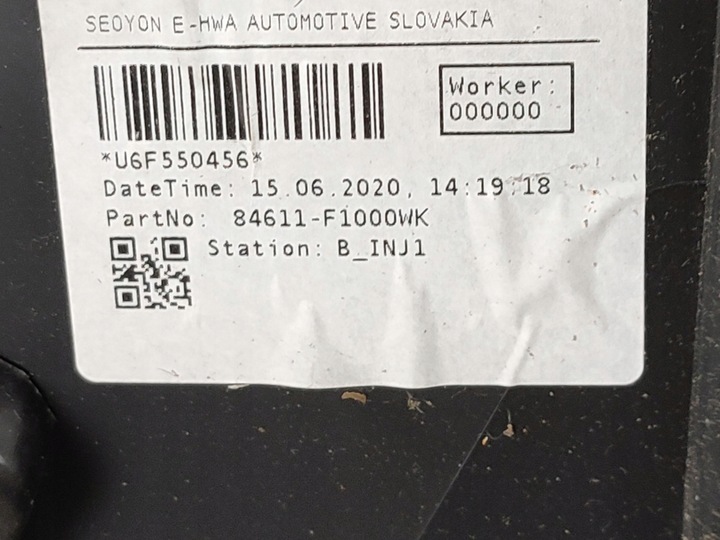 SEOYON E-HWA AUTOMOTIVE SLOVAKIA
Worker:
000000
*U6F550456*
DateTime: 15.06.2020, 14:19:18
PartNo: 84611-F1000WK
Station: B_INJ1